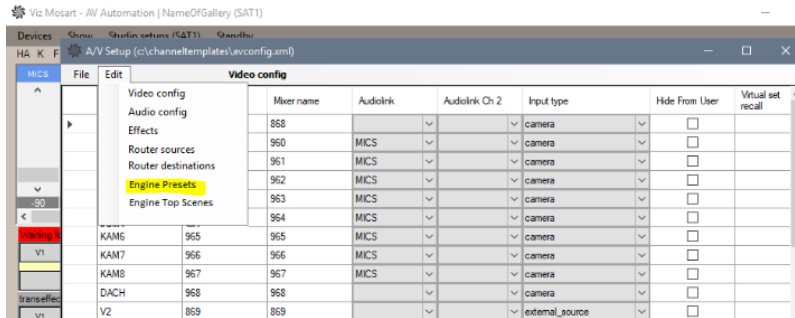 Viz Mosart - AV Automation | NameOfGallery (SAT1)
Devices Show Studio setups (SAT1) Standby
HA K F A/V Setup (c:\channeltemplates\avconfig.xml)
MICS File Edit Video config
Video config
Audio config
Effects
Router sources
Router destinations
Engine Presets
Engine Top Scenes
Mixer name Audiolink Audiolink Ch 2 Input type Hide From User Virtual set recall
868 camera
960 MICS camera
961 MICS camera
962 MICS camera
963 MICS camera
-90
964 MICS camera
KAM6 965 965 MICS camera
V1 KAM7 966 966 MICS camera
KAM8 967 967 MICS camera
DACH 968 968 camera
transeffec
V1 V2 869 869 external_source